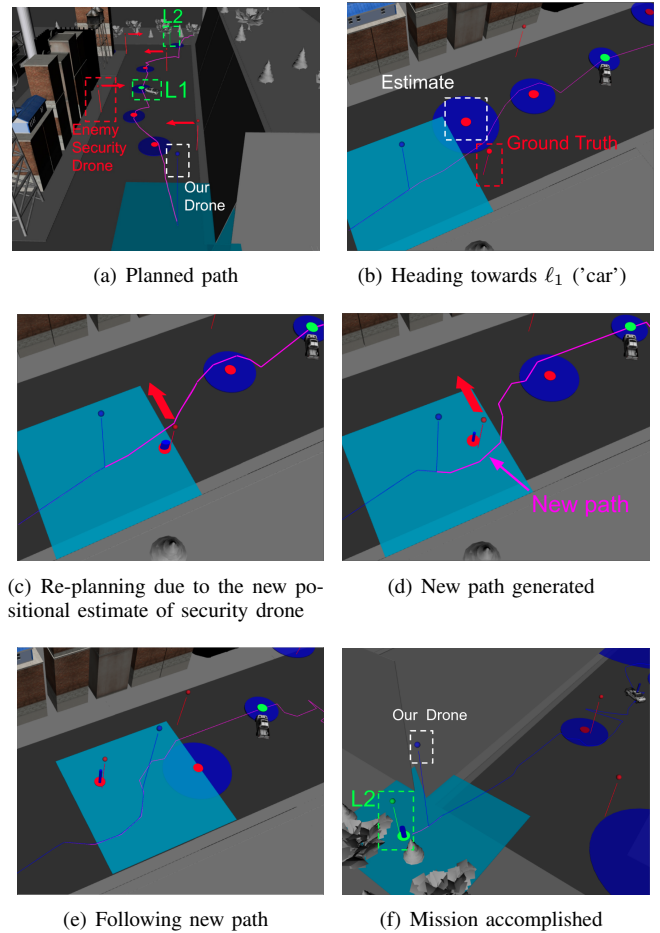 L2
L1
Enemy
Security
Drone
Our
Drone
(a) Planned path
Estimate
Ground Truth
(b) Heading towards ℓ1 ('car')
(c) Re-planning due to the new po-
sitional estimate of security drone
New path
(d) New path generated
(e) Following new path
Our Drone
L2
(f) Mission accomplished